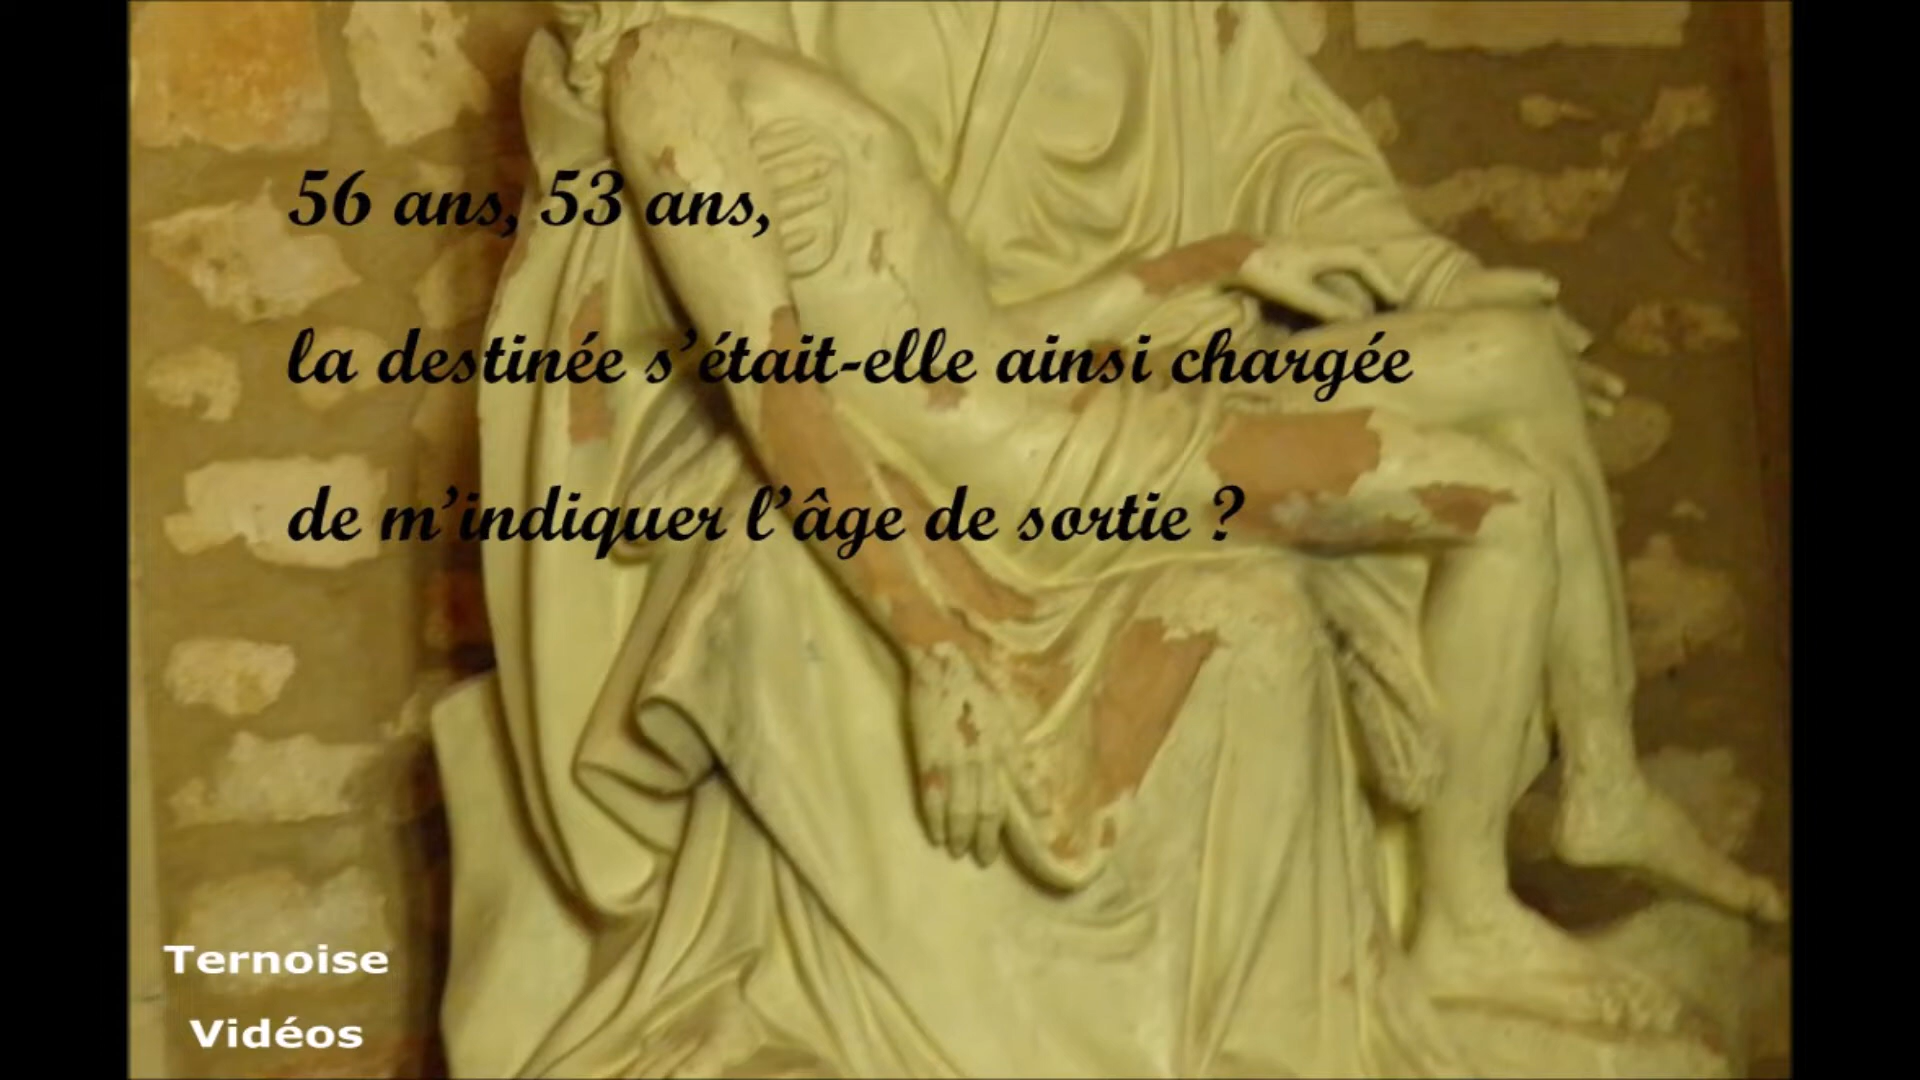 56 ans, 53 ans,
la destinée s’était-elle ainsi chargée
de m’indiquer l’âge de sortie ?
Ternoise
Vidéos